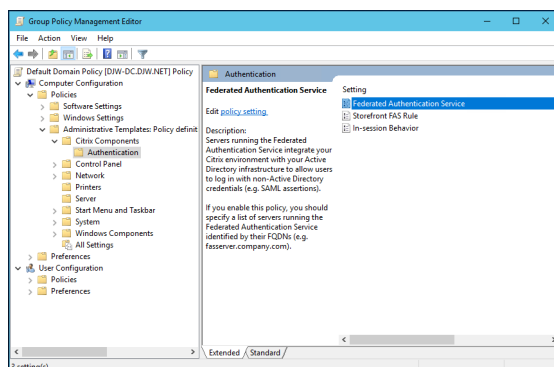 Group Policy Management Editor
File Action View Help
Default Domain Policy [DJW-DC.DJW.NET] Policy
Computer Configuration
Policies
Software Settings
Windows Settings
Administrative Templates: Policy definit
Citrix Components
Authentication
Control Panel
Network
Printers
Server
Start Menu and Taskbar
System
Windows Components
All Settings
Preferences
User Configuration
Policies
Preferences
Authentication
Federated Authentication Service
Edit policy setting
Description:
Servers running the Federated
Authentication Service integrate your
Citrix environment with your Active
Directory infrastructure to allow users
to log in with non-Active Directory
credentials (e.g. SAML assertions).
If you enable this policy, you should
specify a list of servers running the
Federated Authentication Service
identified by their FQDNs (e.g.
fasserver.company.com).
Setting
Federated Authentication Service
Storefront FAS Rule
In-session Behavior
Extended Standard
3 setting(s)